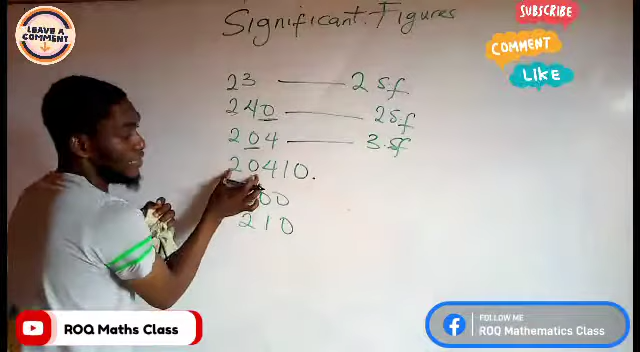 LEAVE A COMMENT
Significant Figures
SUBSCRIBE
COMMENT
LIKE
23 — 2 sf
240 — 2 sf
204 — 3.sf
20410.
00
210
ROQ Maths Class
FOLLOW ME
ROQ Mathematics Class